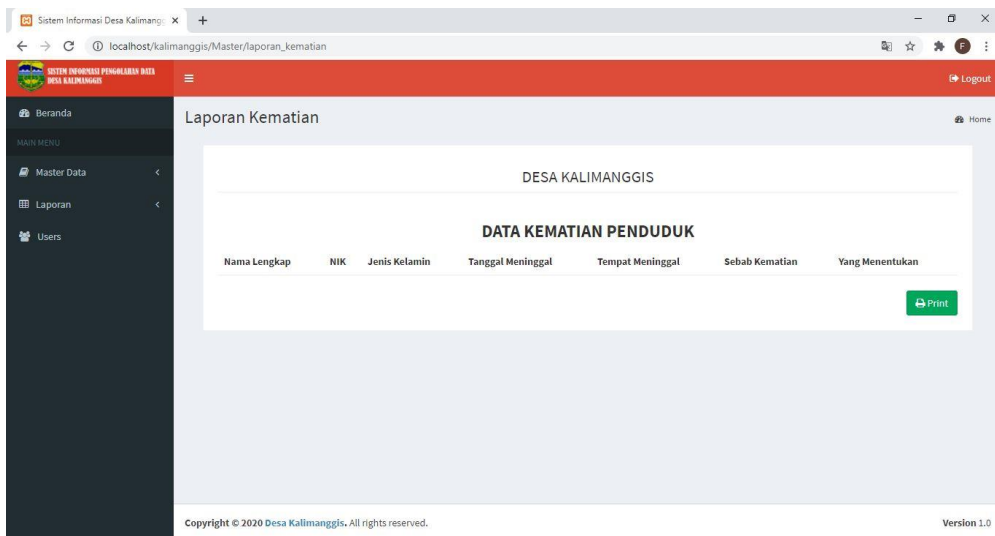 Sistem Informasi Desa Kalimangg
localhost/kalimanggis/Master/laporan_kematian
F
SISTEM INFORMASI PENGOLAHAN DATA
DESA KALIMANGGIS
Logout
Beranda
Laporan Kematian
Home
MAIN MENU
Master Data
Laporan
Users
DESA KALIMANGGIS
DATA KEMATIAN PENDUDUK
Nama Lengkap NIK Jenis Kelamin Tanggal Meninggal Tempat Meninggal Sebab Kematian Yang Menentukan
Print
Copyright © 2020 Desa Kalimanggis. All rights reserved. Version 1.0